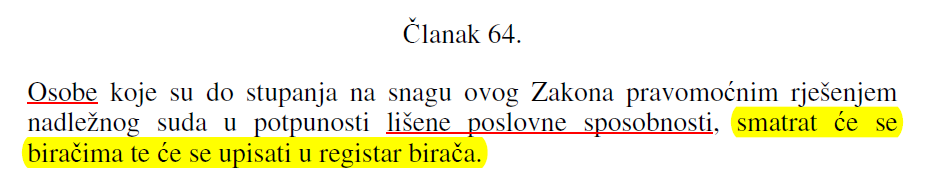 Članak 64.
Osobe koje su do stupanja na snagu ovog Zakona pravomoćnim rješenjem
nadležnog suda u potpunosti lišene poslovne sposobnosti, smatrat će se
biračima te će se upisati u registar birača.